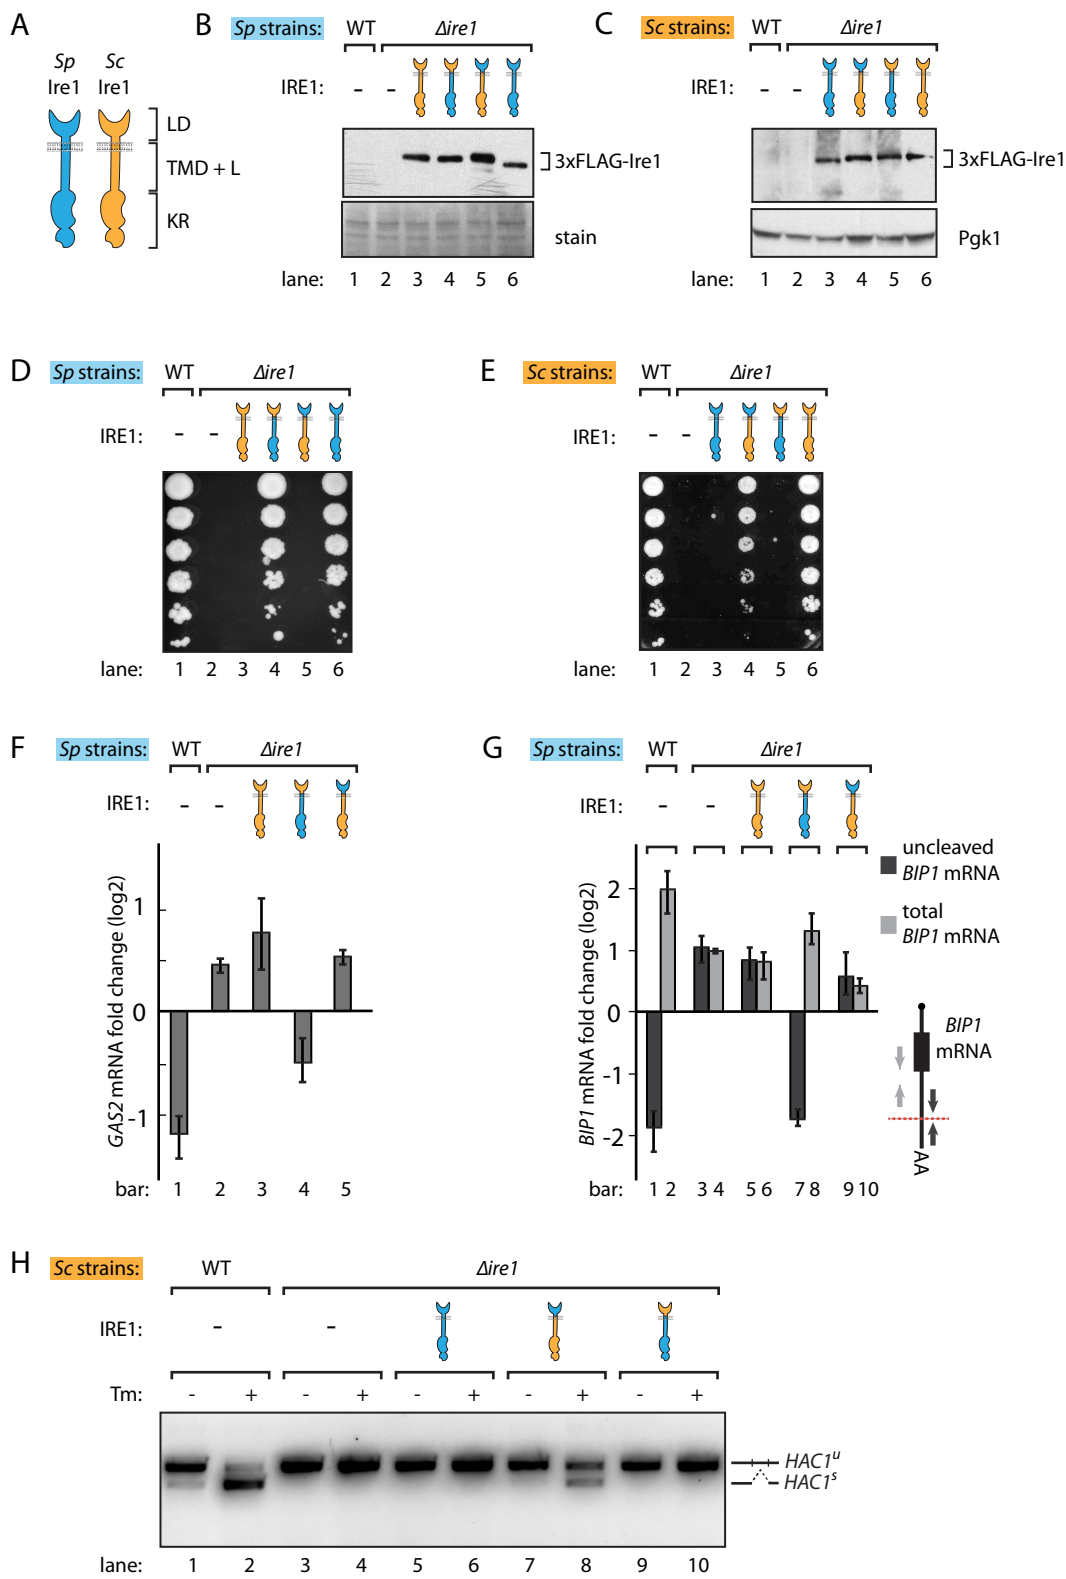 A
Sp
Ire1
Sc
Ire1
LD
TMD + L
KR
B
Sp strains:
WT
Δire1
IRE1:
- -
3xFLAG-Ire1
stain
lane: 1 2 3 4 5 6
C
Sc strains:
WT
Δire1
IRE1:
- -
3xFLAG-Ire1
Pgk1
lane: 1 2 3 4 5 6
D
Sp strains:
WT
Δire1
IRE1:
- -
lane: 1 2 3 4 5 6
E
Sc strains:
WT
Δire1
IRE1:
- -
lane: 1 2 3 4 5 6
F
Sp strains:
WT
Δire1
IRE1:
- -
GAS2 mRNA fold change (log2)
1
0
-1
bar: 1 2 3 4 5
G
Sp strains:
WT
Δire1
IRE1:
- -
uncleaved
BIP1 mRNA
total
BIP1 mRNA
BIP1 mRNA fold change (log2)
2
1
0
-1
-2
BIP1
mRNA
AA
bar: 1 2 3 4 5 6 7 8 9 10
H
Sc strains:
WT
Δire1
IRE1:
- -
Tm: - + - + - + - + - +
HAC1ᵘ
HAC1ˢ
lane: 1 2 3 4 5 6 7 8 9 10